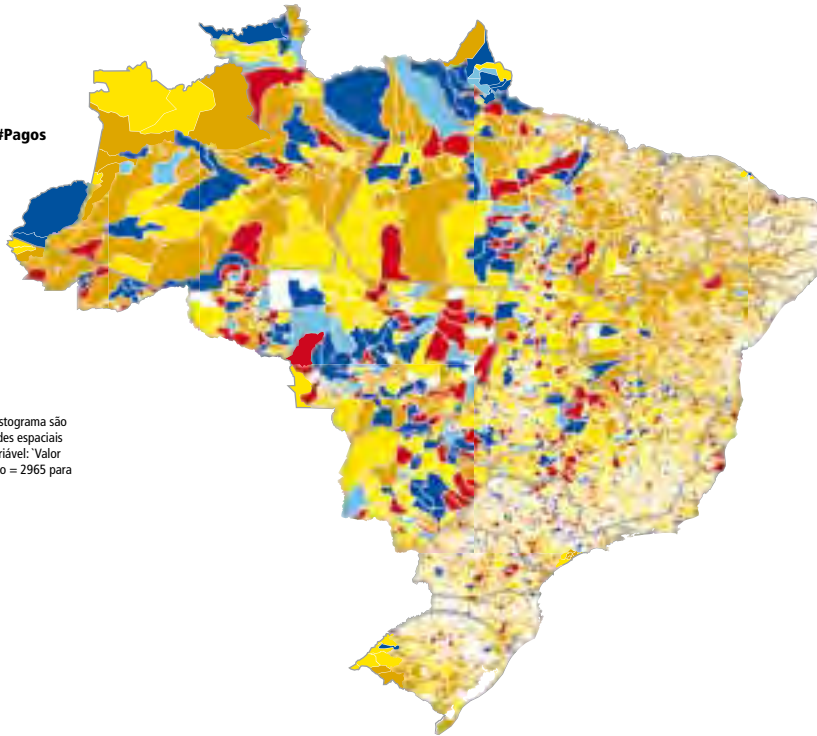 #Pagos
stograma são
des espaciais
riável: `Valor
o = 2965 para